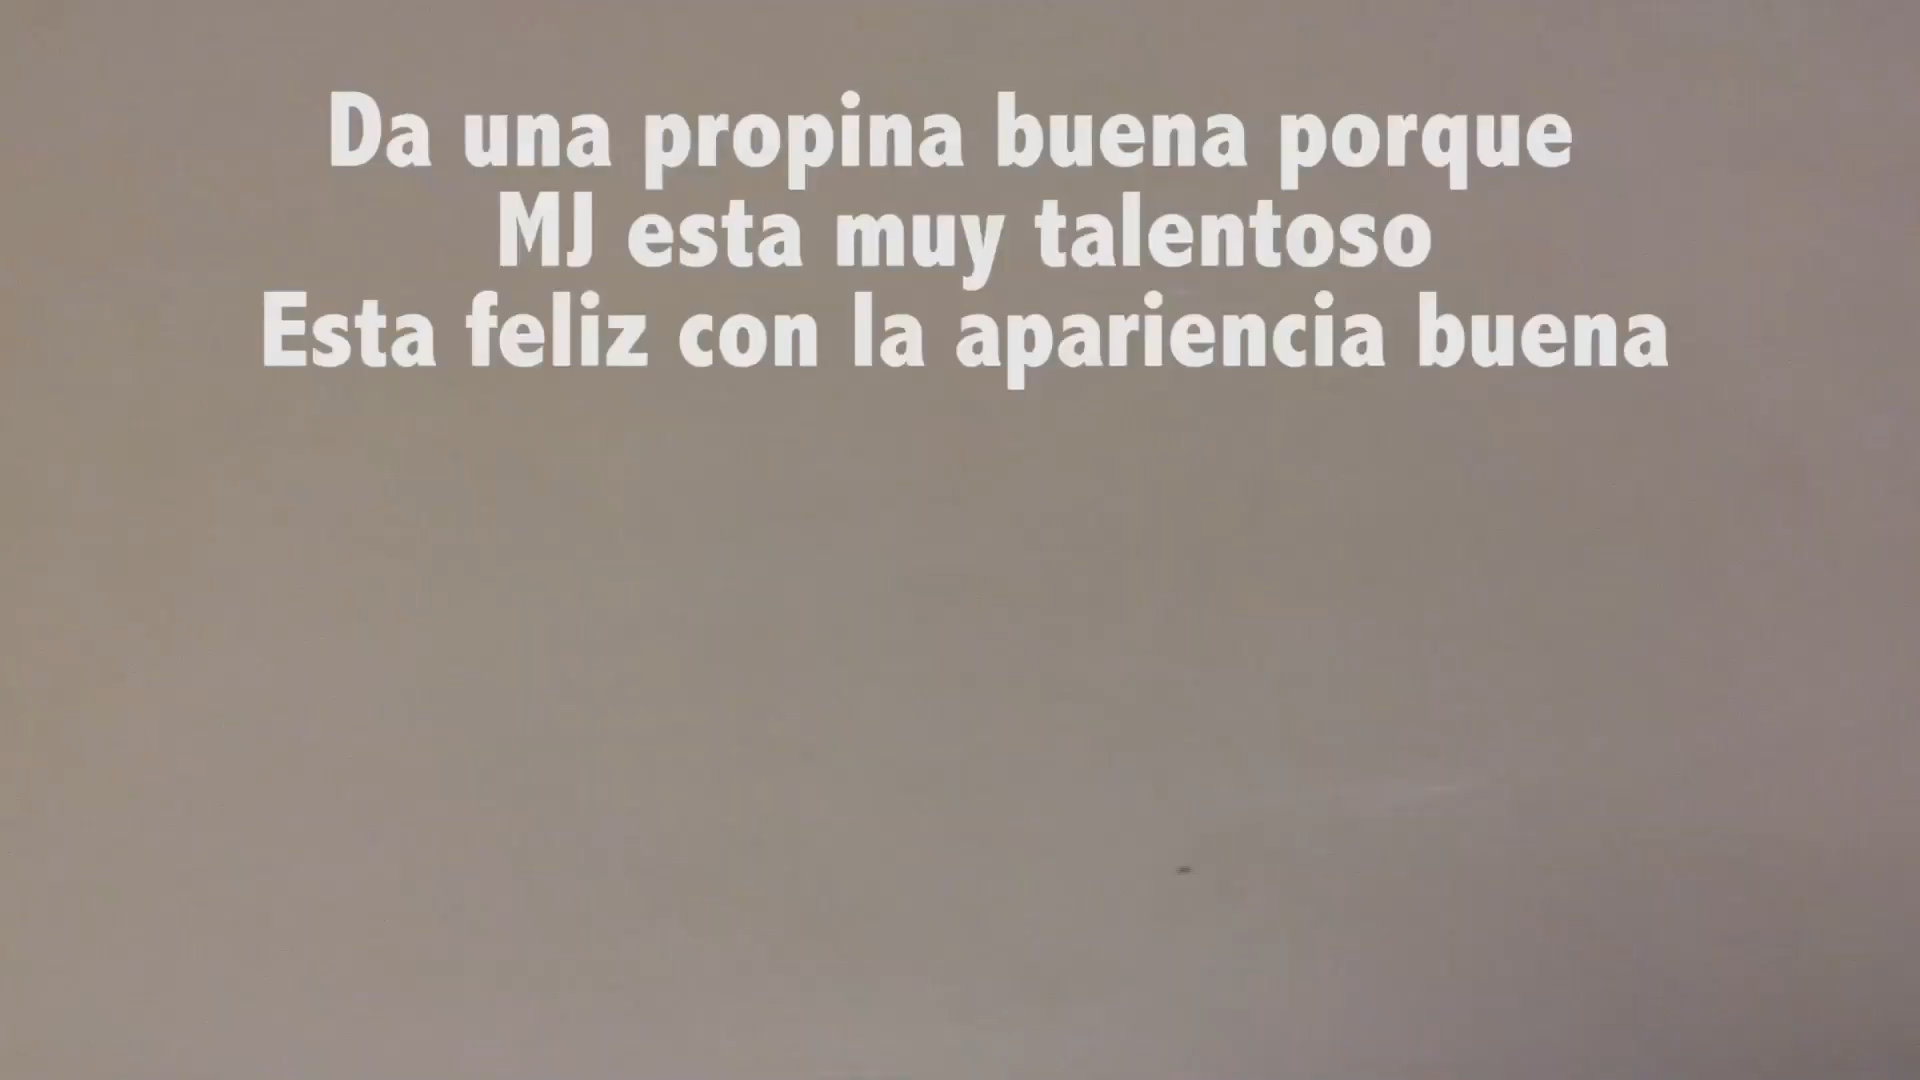 Da una propina buena porque
MJ esta muy talentoso
Esta feliz con la apariencia buena